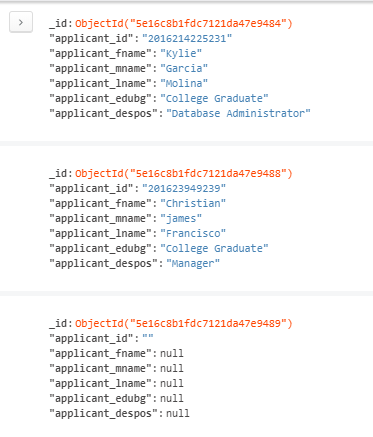 _id: ObjectId("5e16c8b1fdc7121da47e9484")
"applicant_id": "2016214225231"
"applicant_fname": "Kylie"
"applicant_mname": "Garcia"
"applicant_lname": "Molina"
"applicant_edubg": "College Graduate"
"applicant_despos": "Database Administrator"
_id: ObjectId("5e16c8b1fdc7121da47e9488")
"applicant_id": "201623949239"
"applicant_fname": "Christian"
"applicant_mname": "james"
"applicant_lname": "Francisco"
"applicant_edubg": "College Graduate"
"applicant_despos": "Manager"
_id: ObjectId("5e16c8b1fdc7121da47e9489")
"applicant_id": ""
"applicant_fname": null
"applicant_mname": null
"applicant_lname": null
"applicant_edubg": null
"applicant_despos": null